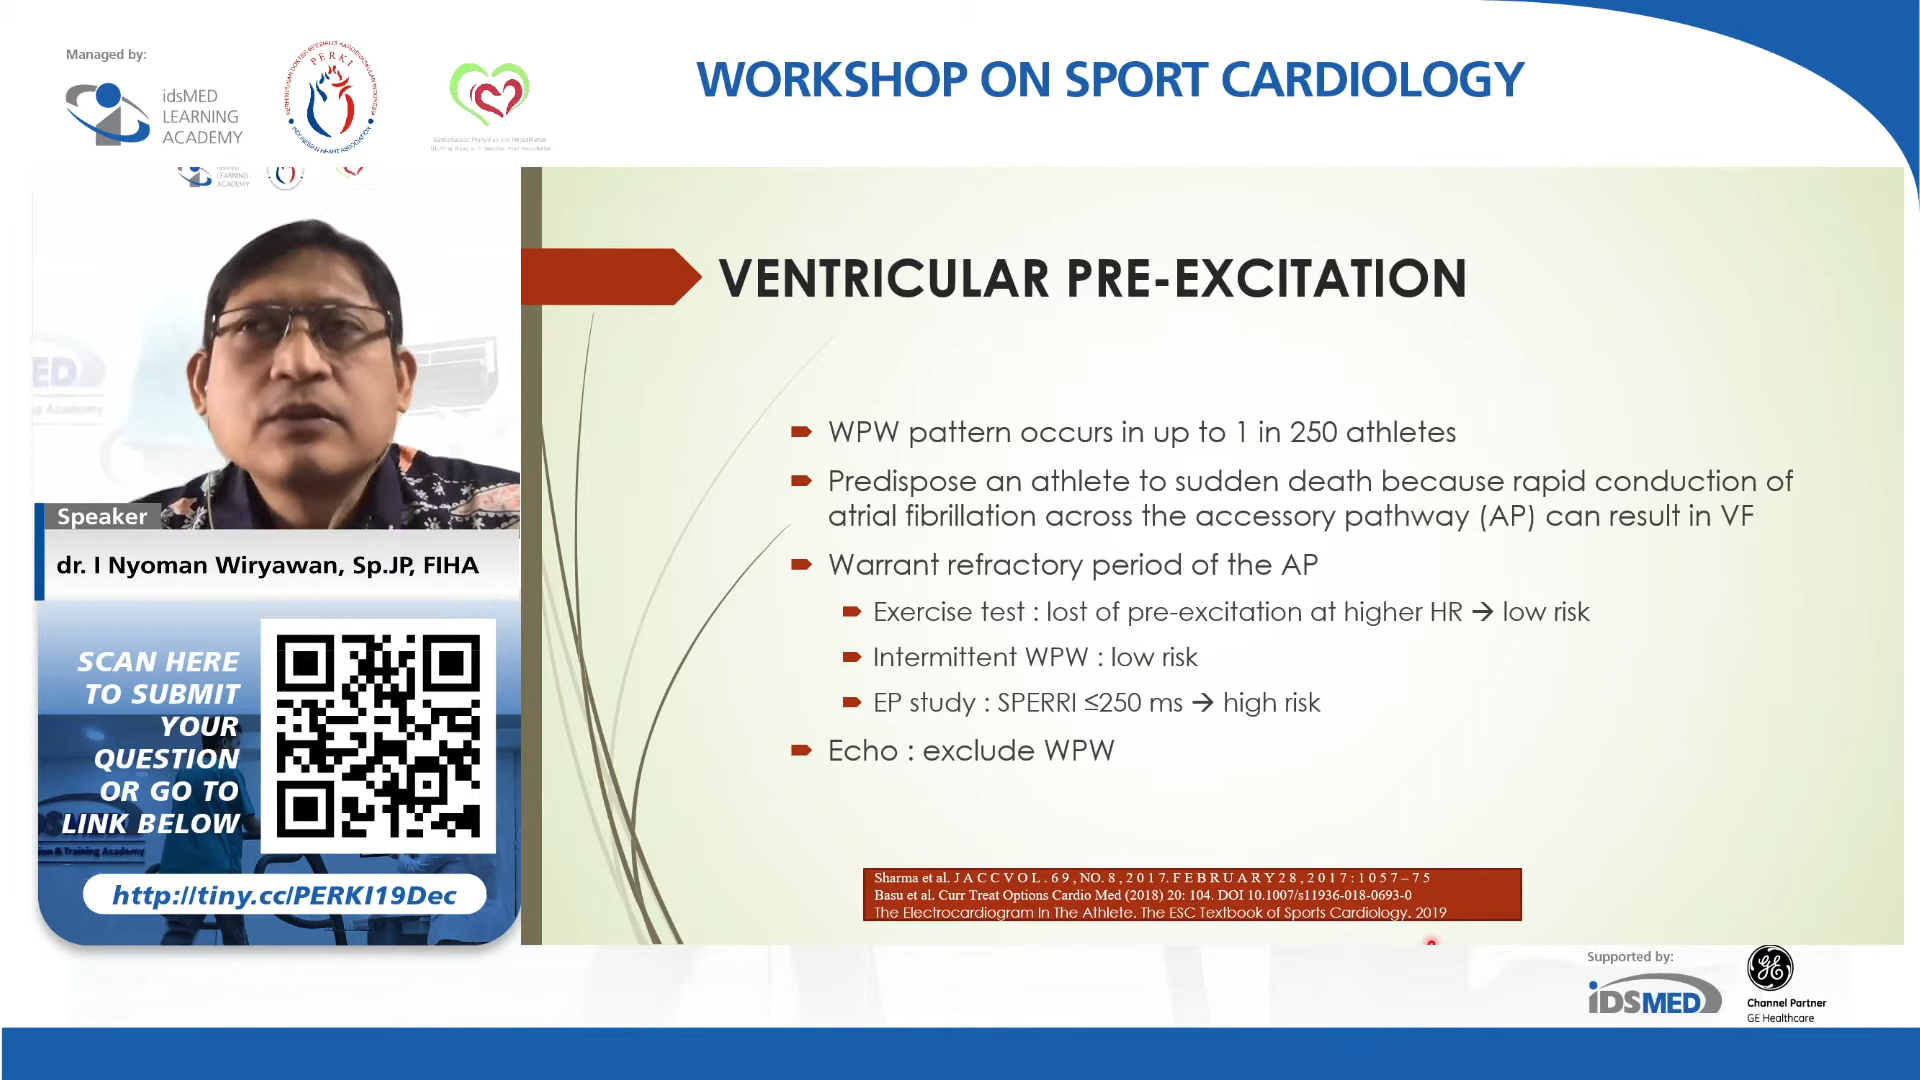 Managed by:
idsMED
LEARNING
ACADEMY
PERKI
INDONESIAN HEART ASSOCIATION
WORKSHOP ON SPORT CARDIOLOGY
LEARNING
ACADEMY
VENTRICULAR PRE-EXCITATION
WPW pattern occurs in up to 1 in 250 athletes
Predispose an athlete to sudden death because rapid conduction of
atrial fibrillation across the accessory pathway (AP) can result in VF
Warrant refractory period of the AP
Exercise test : lost of pre-excitation at higher HR → low risk
Intermittent WPW : low risk
EP study : SPERRI ≤250 ms → high risk
Echo : exclude WPW
Sharma et al. J A C C V O L . 6 9 , N O. 8 , 2 0 1 7. F E B R U A R Y 2 8 , 2 0 1 7 : 1 0 5 7 – 7 5
Basu et al. Curr Treat Options Cardio Med (2018) 20: 104. DOI 10.1007/s11936-018-0693-0
The Electrocardiogram In The Athlete. The ESC Textbook of Sports Cardiology. 2019
Speaker
dr. I Nyoman Wiryawan, Sp.JP, FIHA
SCAN HERE
TO SUBMIT
YOUR
QUESTION
OR GO TO
LINK BELOW
http://tiny.cc/PERKI19Dec
Supported by:
iDSMED
GE
Channel Partner
GE Healthcare